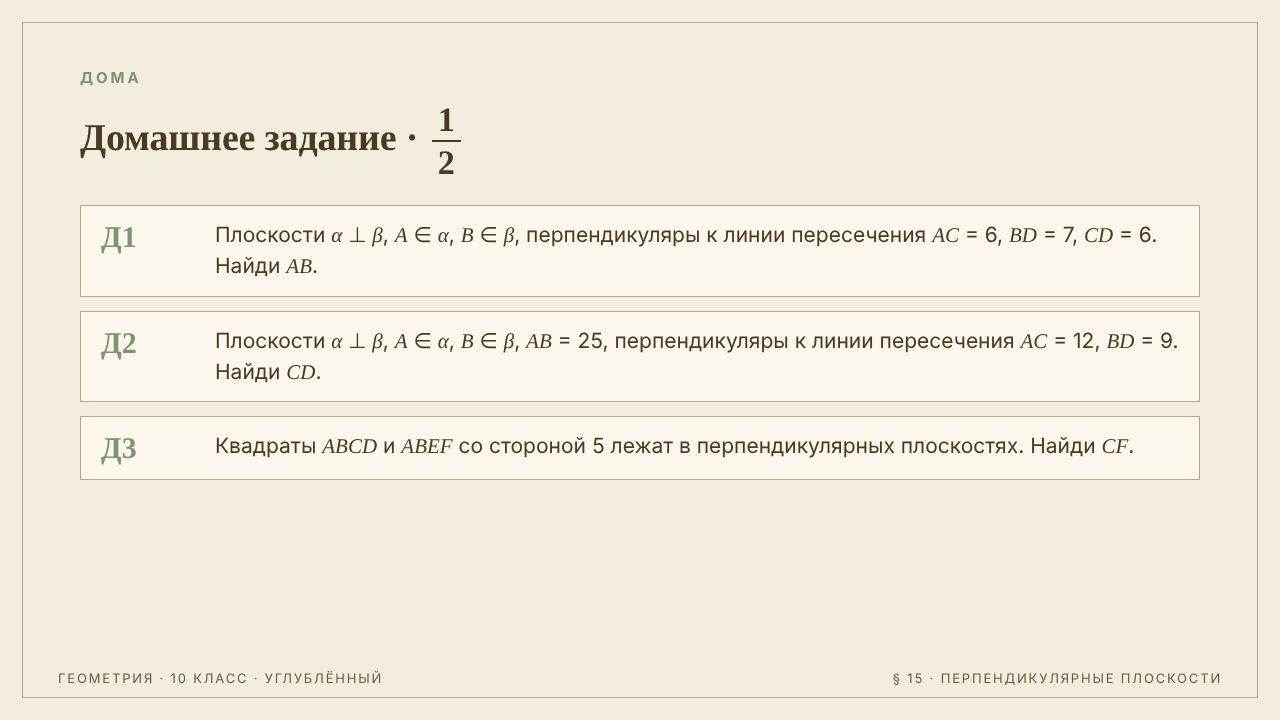 ДОМА
Домашнее задание · 1/2
Д1
Плоскости α ⊥ β, A ∈ α, B ∈ β, перпендикуляры к линии пересечения AC = 6, BD = 7, CD = 6.
Найди AB.
Д2
Плоскости α ⊥ β, A ∈ α, B ∈ β, AB = 25, перпендикуляры к линии пересечения AC = 12, BD = 9.
Найди CD.
Д3
Квадраты ABCD и ABEF со стороной 5 лежат в перпендикулярных плоскостях. Найди CF.
ГЕОМЕТРИЯ · 10 КЛАСС · УГЛУБЛЁННЫЙ
§ 15 · ПЕРПЕНДИКУЛЯРНЫЕ ПЛОСКОСТИ